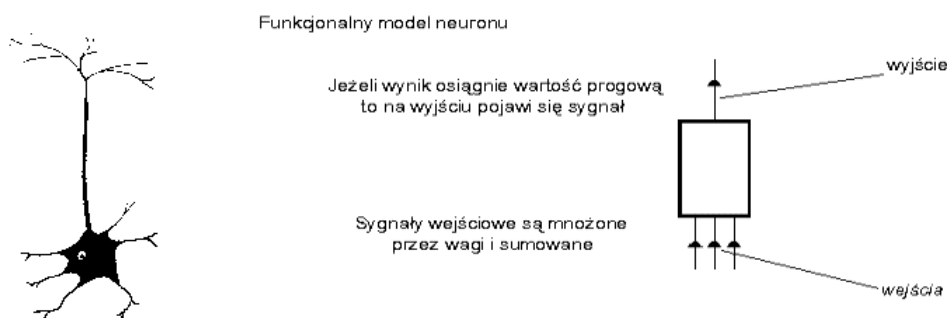 Funkcjonalny model neuronu
wyjście
Jeżeli wynik osiągnie wartość progową
to na wyjściu pojawi się sygnał
Sygnały wejściowe są mnożone
przez wagi i sumowane
wejścia